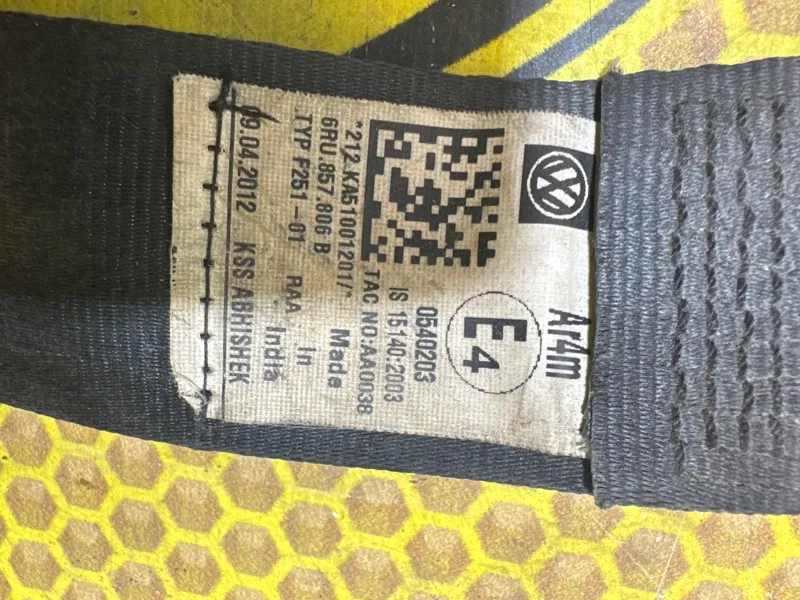 Ar4m
E4
0540203
IS 15140:2003
TAC NO:AA0038
*212-KA510012017*
6RU.857.806 B Made
TYP F251-01 RAA In
India
09.04.2012 KSS ABHISHEK